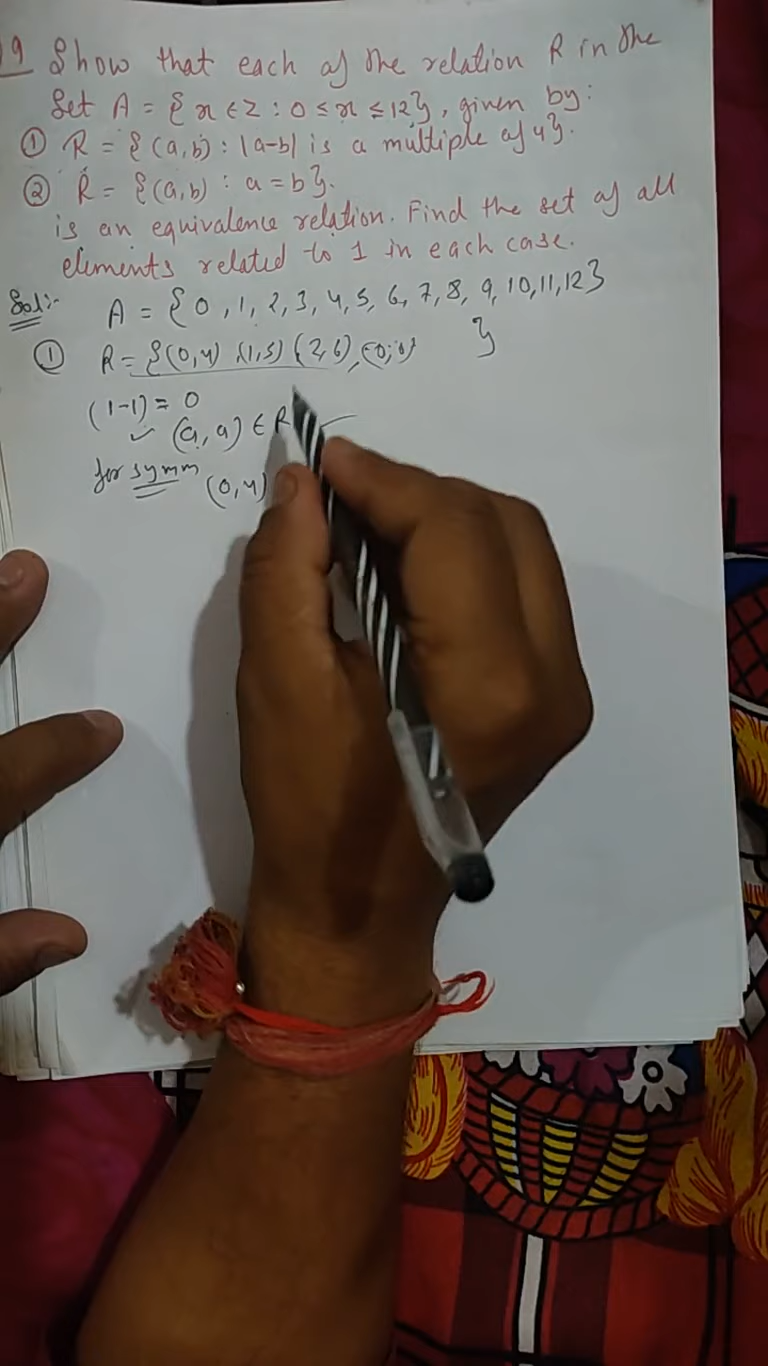 9 Show that each of the relation R in the
Set A = { x ∈ Z : 0 ≤ x ≤ 12}, given by:
① R = {(a,b) : |a-b| is a multiple of 4}.
② R = {(a,b) : a = b}.
is an equivalence relation. Find the set of all
elements related to 1 in each case.
Sol:- A = {0, 1, 2, 3, 4, 5, 6, 7, 8, 9, 10, 11, 12}
① R = {(0,4) (1,5) (2,6), }
(1-1) = 0
✓ (a, a) ∈ R
for symm (0,4)